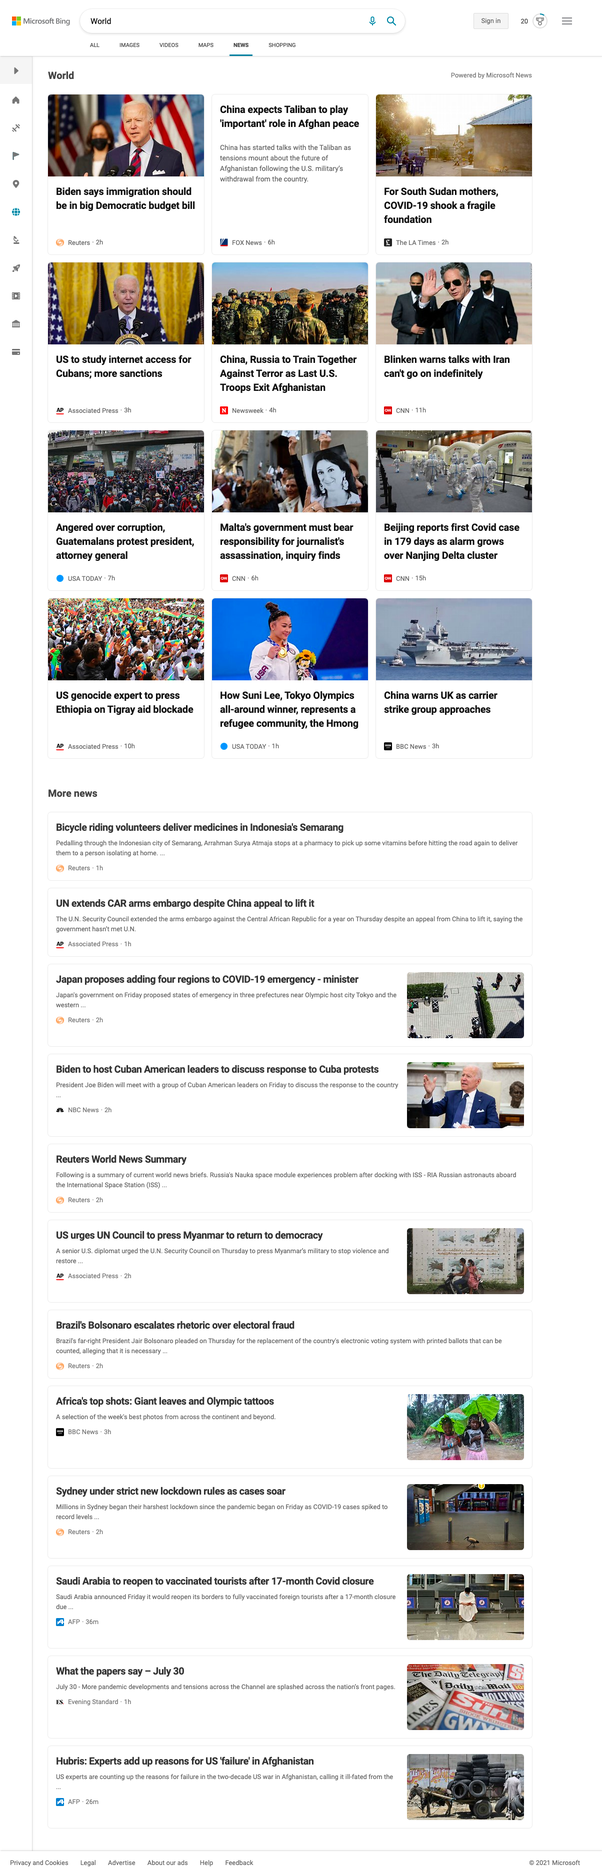 Microsoft Bing
World
Sign in
20
ALL IMAGES VIDEOS MAPS NEWS SHOPPING
World
Powered by Microsoft News
Biden says immigration should
be in big Democratic budget bill
Reuters · 2h
China expects Taliban to play
'important' role in Afghan peace
China has started talks with the Taliban as
tensions mount about the future of
Afghanistan following the U.S. military's
withdrawal from the country.
FOX News · 6h
For South Sudan mothers,
COVID-19 shook a fragile
foundation
The LA Times · 2h
US to study internet access for
Cubans; more sanctions
AP Associated Press · 3h
China, Russia to Train Together
Against Terror as Last U.S.
Troops Exit Afghanistan
N Newsweek · 4h
Blinken warns talks with Iran
can't go on indefinitely
CNN · 11h
Angered over corruption,
Guatemalans protest president,
attorney general
USA TODAY · 7h
Malta's government must bear
responsibility for journalist's
assassination, inquiry finds
CNN · 6h
Beijing reports first Covid case
in 179 days as alarm grows
over Nanjing Delta cluster
CNN · 15h
US genocide expert to press
Ethiopia on Tigray aid blockade
AP Associated Press · 10h
How Suni Lee, Tokyo Olympics
all-around winner, represents a
refugee community, the Hmong
USA TODAY · 1h
China warns UK as carrier
strike group approaches
BBC News · 3h
More news
Bicycle riding volunteers deliver medicines in Indonesia's Semarang
Pedalling through the Indonesian city of Semarang, Arrahman Surya Atmaja stops at a pharmacy to pick up some vitamins before hitting the road again to deliver
them to a person isolating at home. ...
Reuters · 1h
UN extends CAR arms embargo despite China appeal to lift it
The U.N. Security Council extended the arms embargo against the Central African Republic for a year on Thursday despite an appeal from China to lift it, saying the
government hasn't met U.N.
AP Associated Press · 1h
Japan proposes adding four regions to COVID-19 emergency - minister
Japan's government on Friday proposed states of emergency in three prefectures near Olympic host city Tokyo and the
western ...
Reuters · 2h
Biden to host Cuban American leaders to discuss response to Cuba protests
President Joe Biden will meet with a group of Cuban American leaders on Friday to discuss the response to the country
...
NBC News · 2h
Reuters World News Summary
Following is a summary of current world news briefs. Russia's Nauka space module experiences problem after docking with ISS - RIA Russian astronauts aboard
the International Space Station (ISS) ...
Reuters · 2h
US urges UN Council to press Myanmar to return to democracy
A senior U.S. diplomat urged the U.N. Security Council on Thursday to press Myanmar's military to stop violence and
restore ...
AP Associated Press · 2h
Brazil's Bolsonaro escalates rhetoric over electoral fraud
Brazil's far-right President Jair Bolsonaro pleaded on Thursday for the replacement of the country's electronic voting system with printed ballots that can be
counted, alleging that it is necessary ...
Reuters · 2h
Africa's top shots: Giant leaves and Olympic tattoos
A selection of the week's best photos from across the continent and beyond.
BBC News · 3h
Sydney under strict new lockdown rules as cases soar
Millions in Sydney began their harshest lockdown since the pandemic began on Friday as COVID-19 cases spiked to
record levels ...
Reuters · 2h
Saudi Arabia to reopen to vaccinated tourists after 17-month Covid closure
Saudi Arabia announced Friday it would reopen its borders to fully vaccinated foreign tourists after a 17-month closure
due ...
AFP · 36m
What the papers say – July 30
July 30 - More pandemic developments and tensions across the Channel are splashed across the nation's front pages.
ES. Evening Standard · 1h
The Daily Telegraph
Daily Mail
Sun
TIMES
GWY
Hubris: Experts add up reasons for US 'failure' in Afghanistan
US experts are counting up the reasons for failure in the two-decade US war in Afghanistan, calling it ill-fated from the
...
AFP · 26m
Privacy and Cookies Legal Advertise About our ads Help Feedback
© 2021 Microsoft